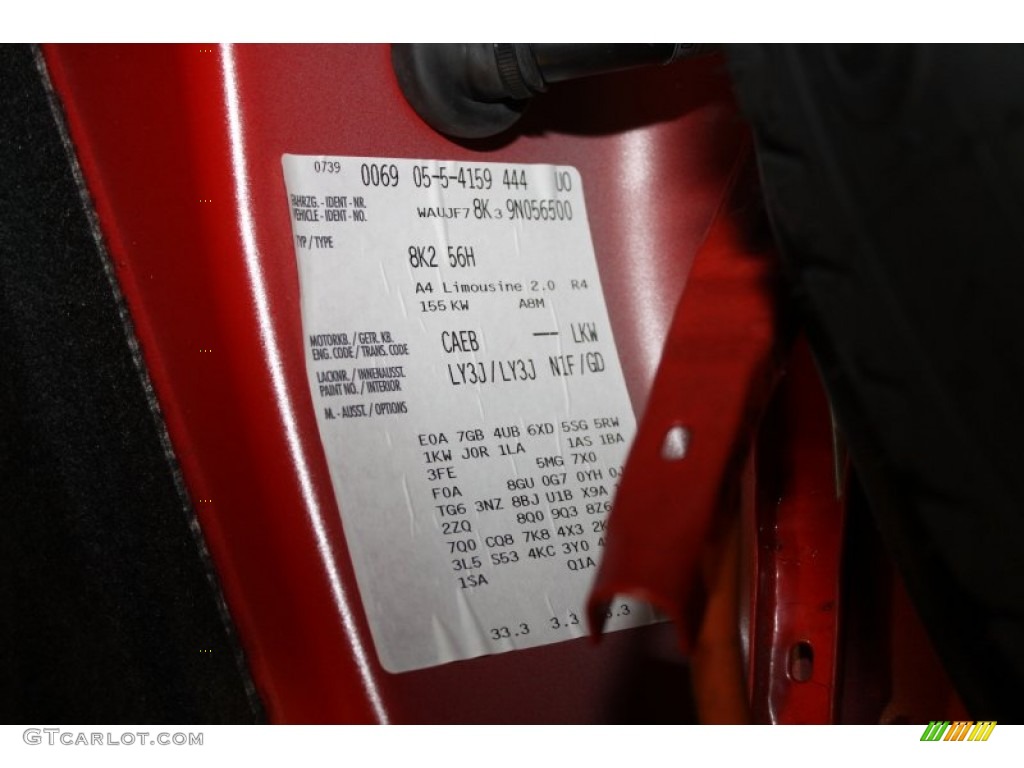 0739 0069 05-5-4159 444 U0
FAHRZG.-IDENT-NR.
VEHICLE-IDENT-NO. WAUJF78K39N056500
TYP/TYPE 8K2 56H
A4 Limousine 2.0 R4
155 KW A8M
MOTORKB./GETR.KB.
ENG.CODE/TRANS.CODE CAEB --- LKW
LACKNR./INNENAUSST.
PAINT NO./INTERIOR LY3J/LY3J N1F/GD
M.-AUSST./OPTIONS
E0A 7GB 4UB 6XD 5SG 5RW
1KW J0R 1LA 1AS 1BA
3FE 5MG 7X0
F0A 8GU 0G7 0YH
TG6 3NZ 8BJ U1B X9A
2ZQ 8Q0 9Q3 8Z6
7Q0 CQ8 7K8 4X3
3L5 S53 4KC 3Y0
1SA Q1A
33.3 3.3
GTCarlot.com